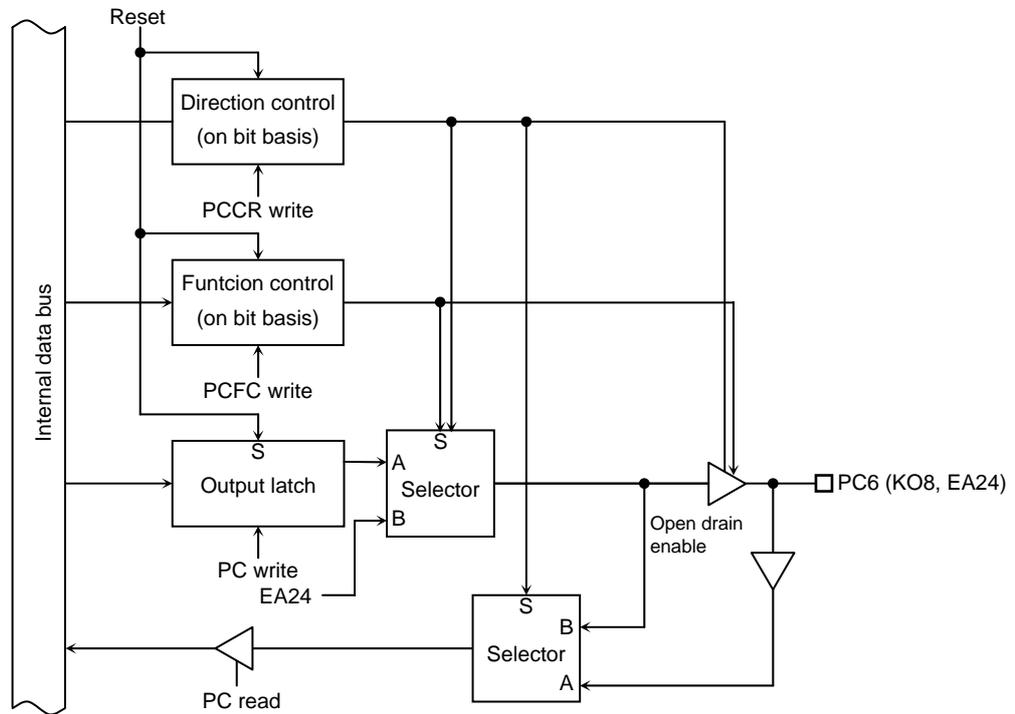 Reset
Direction control
(on bit basis)
PCCR write
Funtcion control
(on bit basis)
PCFC write
Internal data bus
S
Output latch
PC write
EA24
S
A
Selector
B
Open drain
enable
PC6 (KO8, EA24)
S
B
Selector
A
PC read